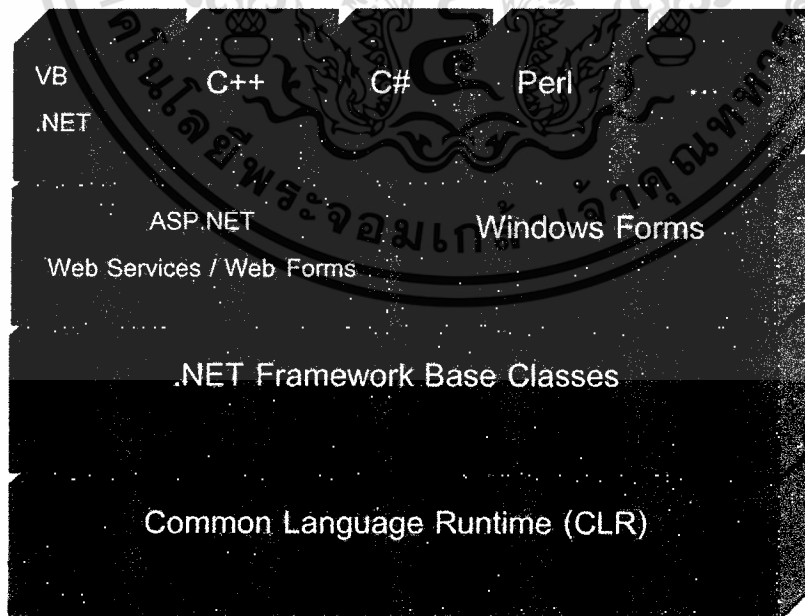 VB C++ C# Perl ...
.NET
ASP.NET Windows Forms
Web Services / Web Forms
.NET Framework Base Classes
Common Language Runtime (CLR)